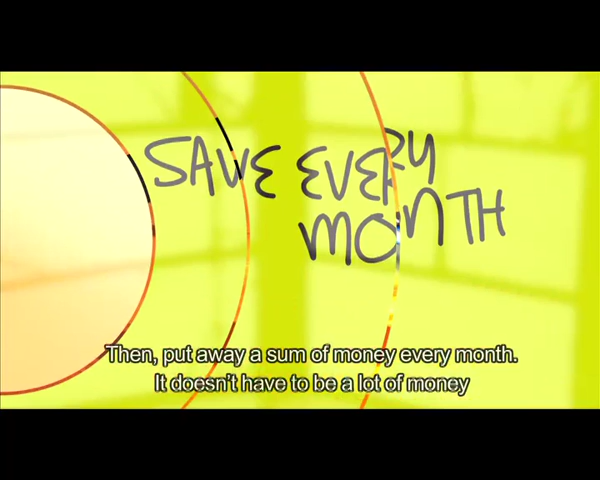 SAVE EVERY
MONTH
Then, put away a sum of money every month.
It doesn't have to be a lot of money